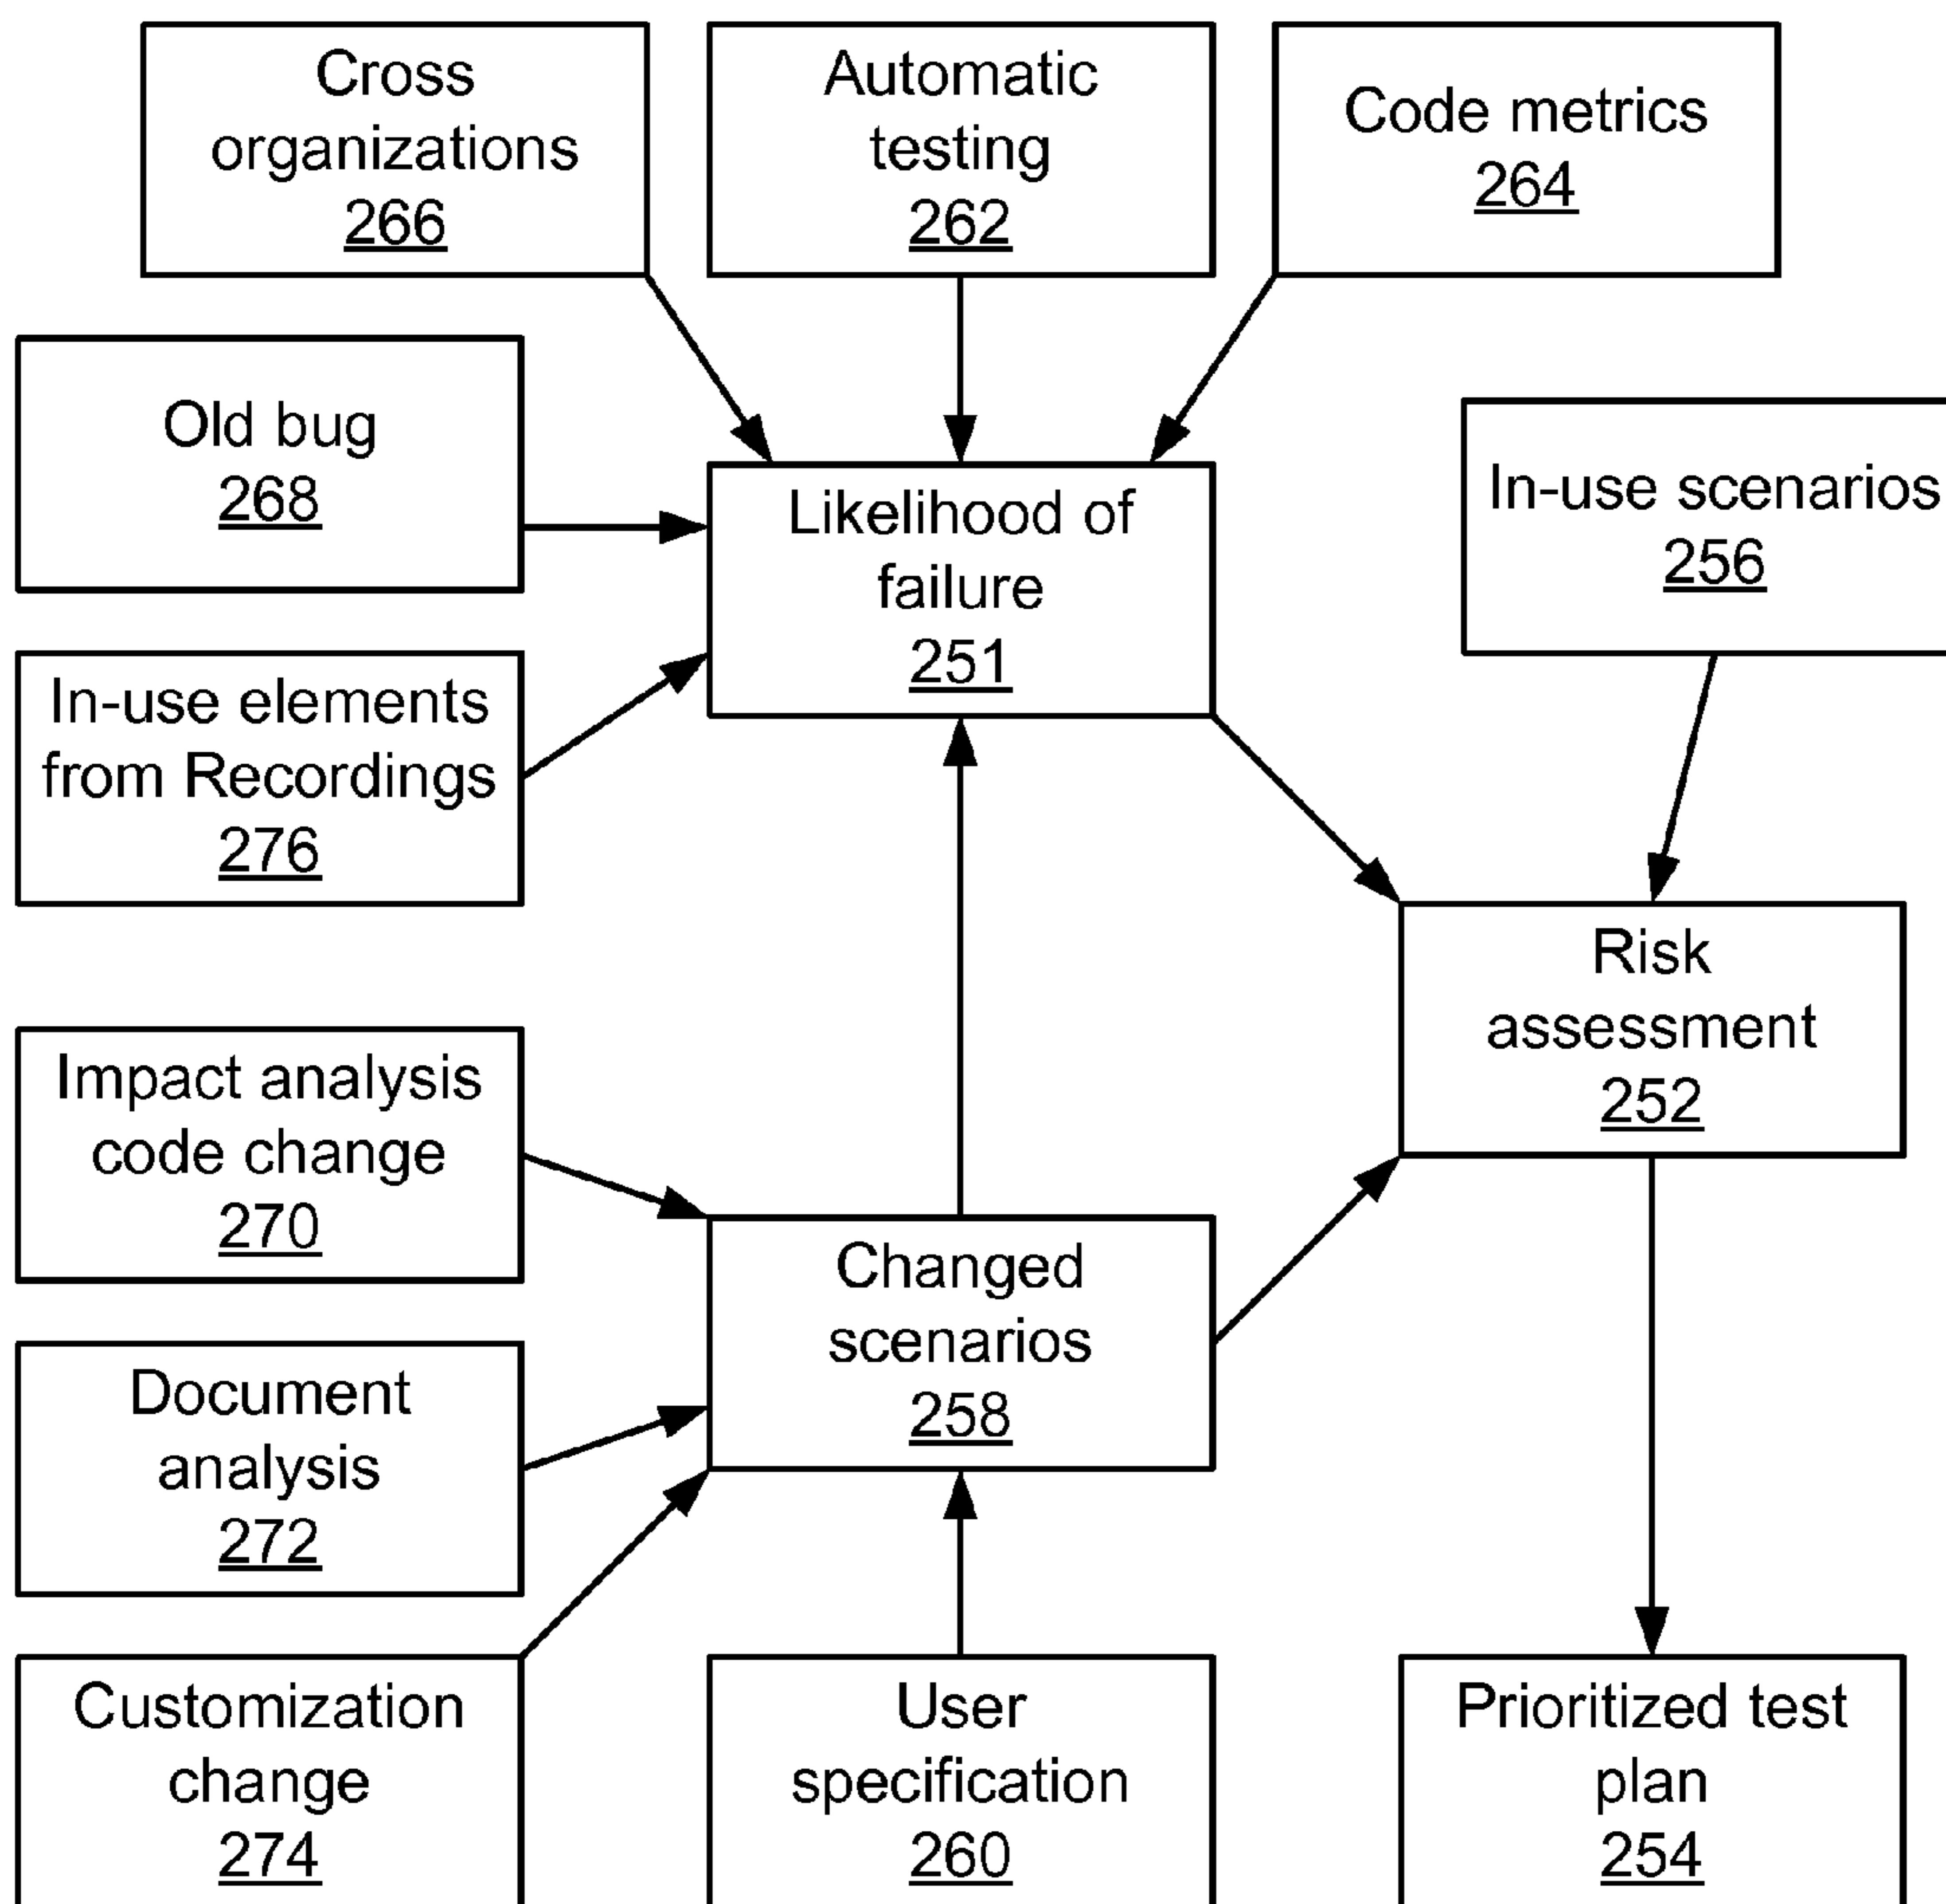 Cross
organizations
266
Automatic
testing
262
Code metrics
264
Old bug
268
Likelihood of
failure
251
In-use scenarios
256
In-use elements
from Recordings
276
Risk
assessment
252
Impact analysis
code change
270
Changed
scenarios
258
Document
analysis
272
Customization
change
274
User
specification
260
Prioritized test
plan
254